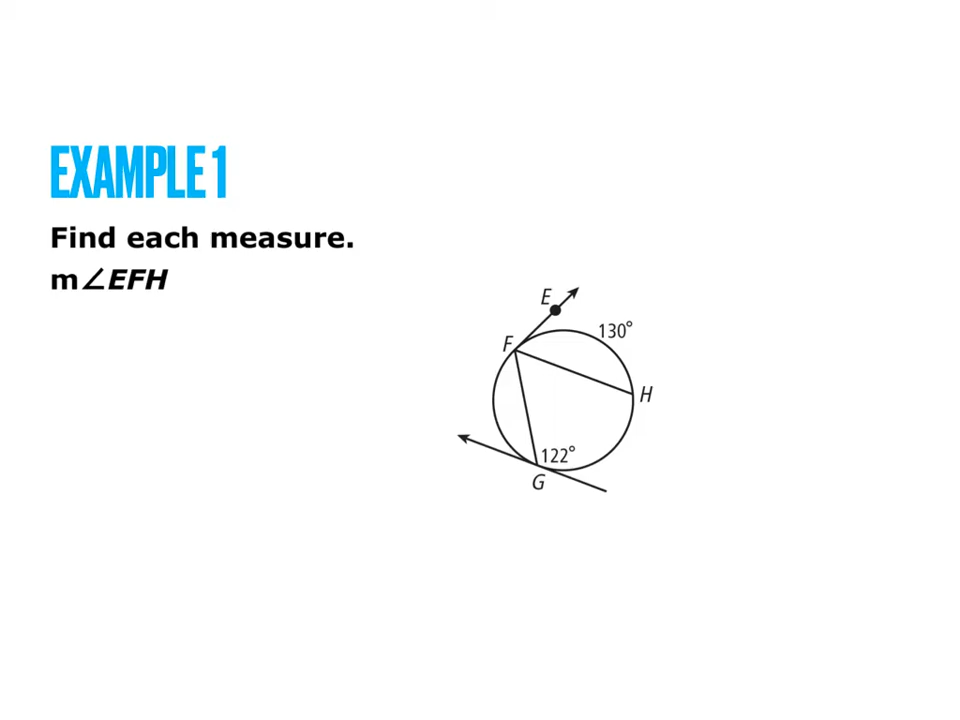 EXAMPLE 1
Find each measure.
m∠EFH
E
130°
F
H
122°
G